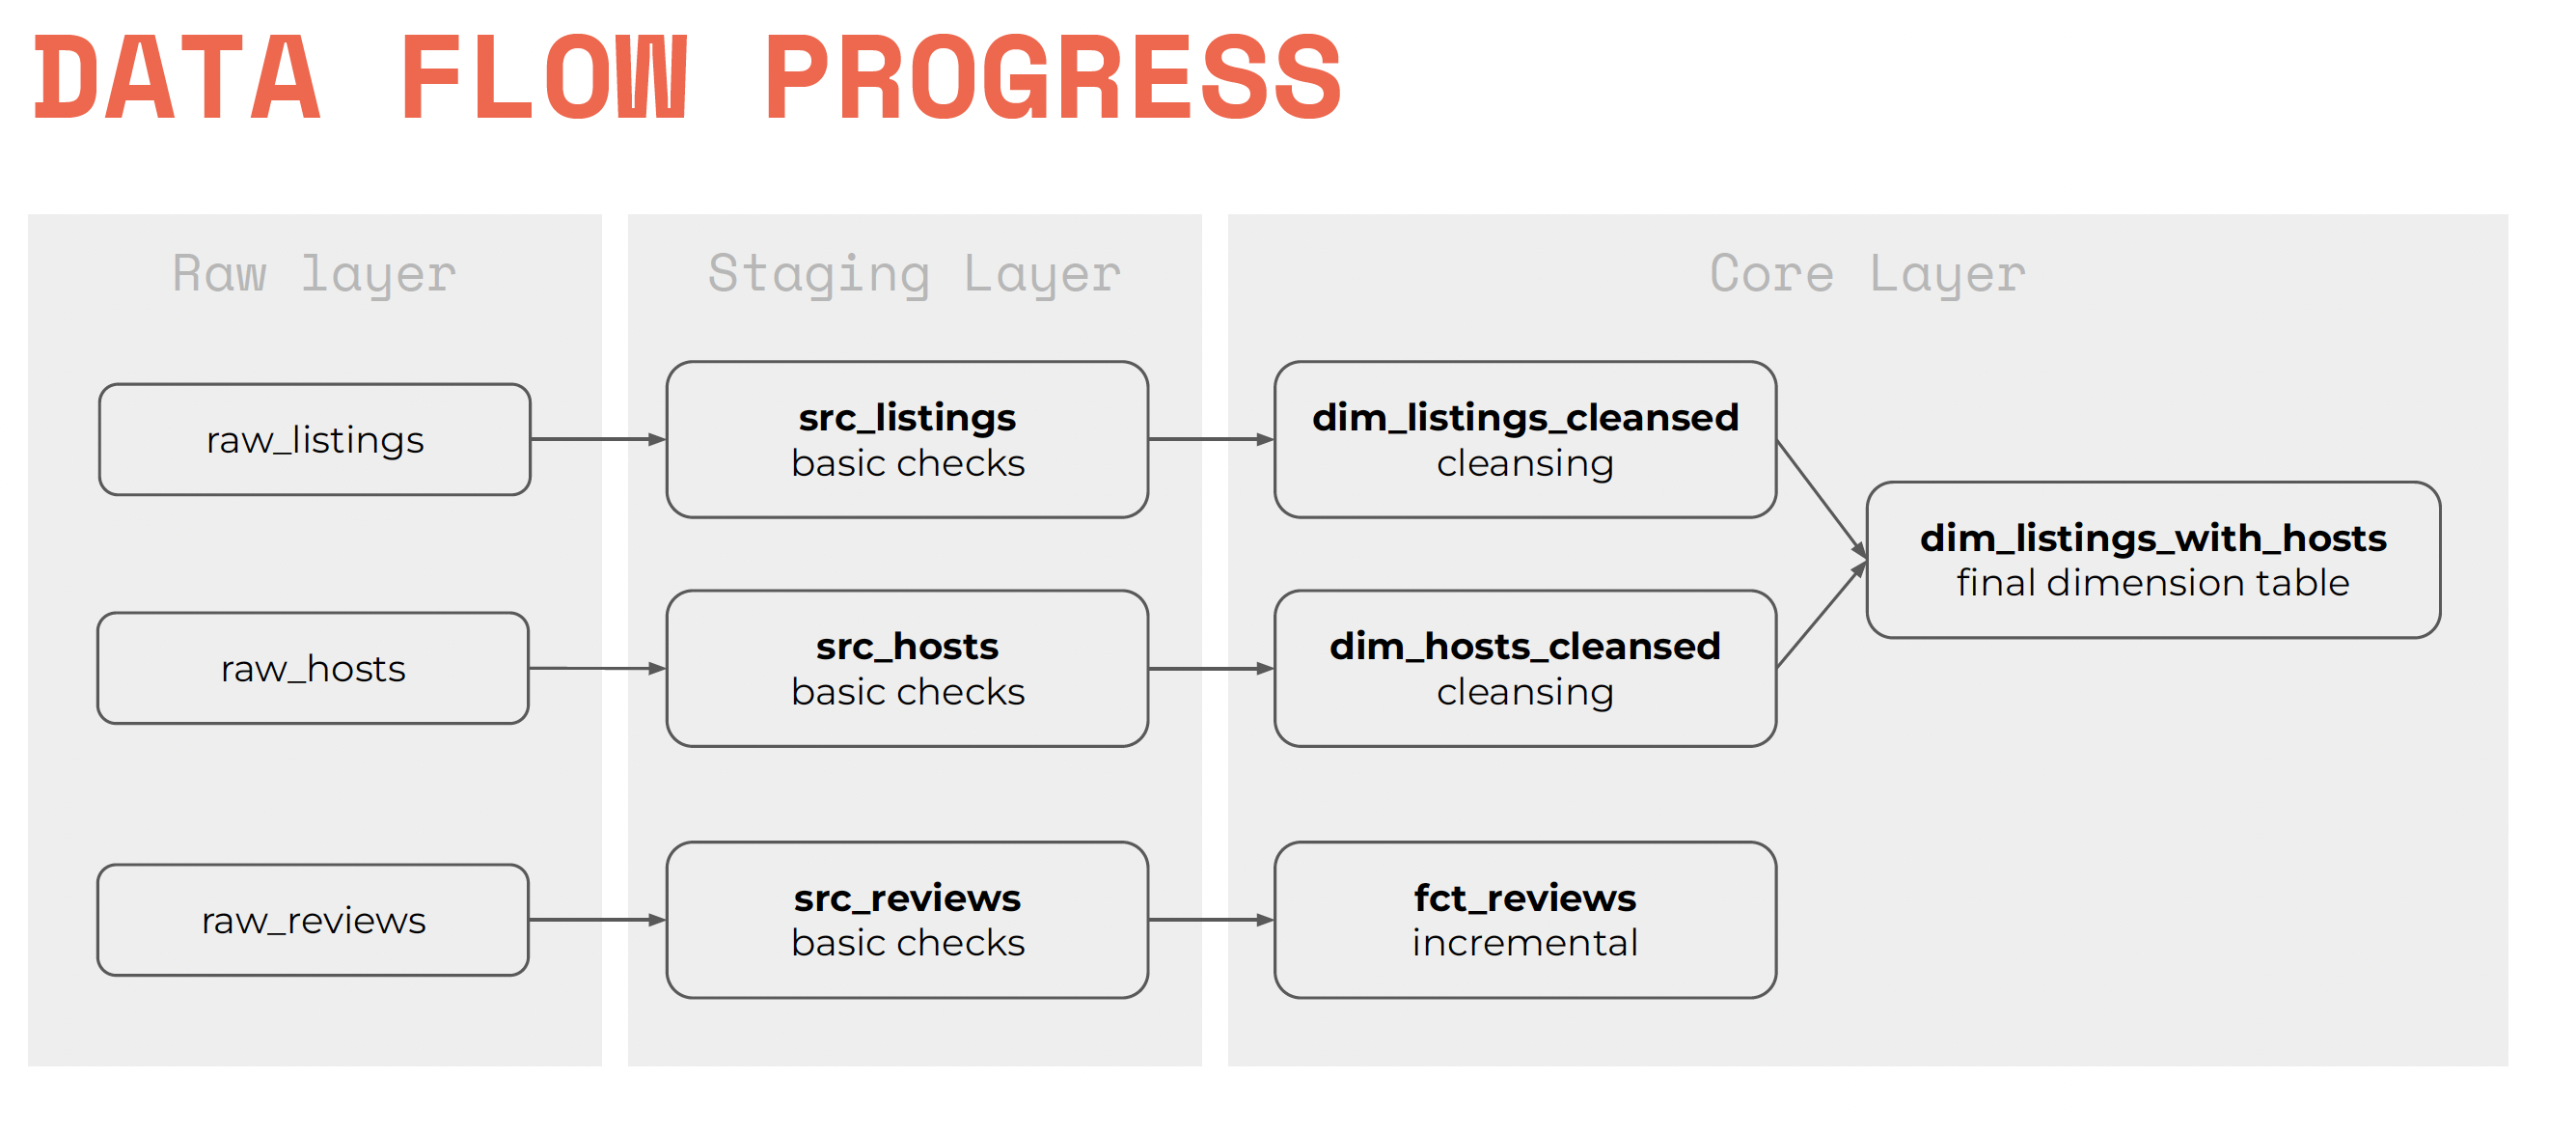 DATA FLOW PROGRESS
Raw layer
Staging Layer
Core Layer
raw_listings
src_listings
basic checks
dim_listings_cleansed
cleansing
dim_listings_with_hosts
final dimension table
raw_hosts
src_hosts
basic checks
dim_hosts_cleansed
cleansing
raw_reviews
src_reviews
basic checks
fct_reviews
incremental